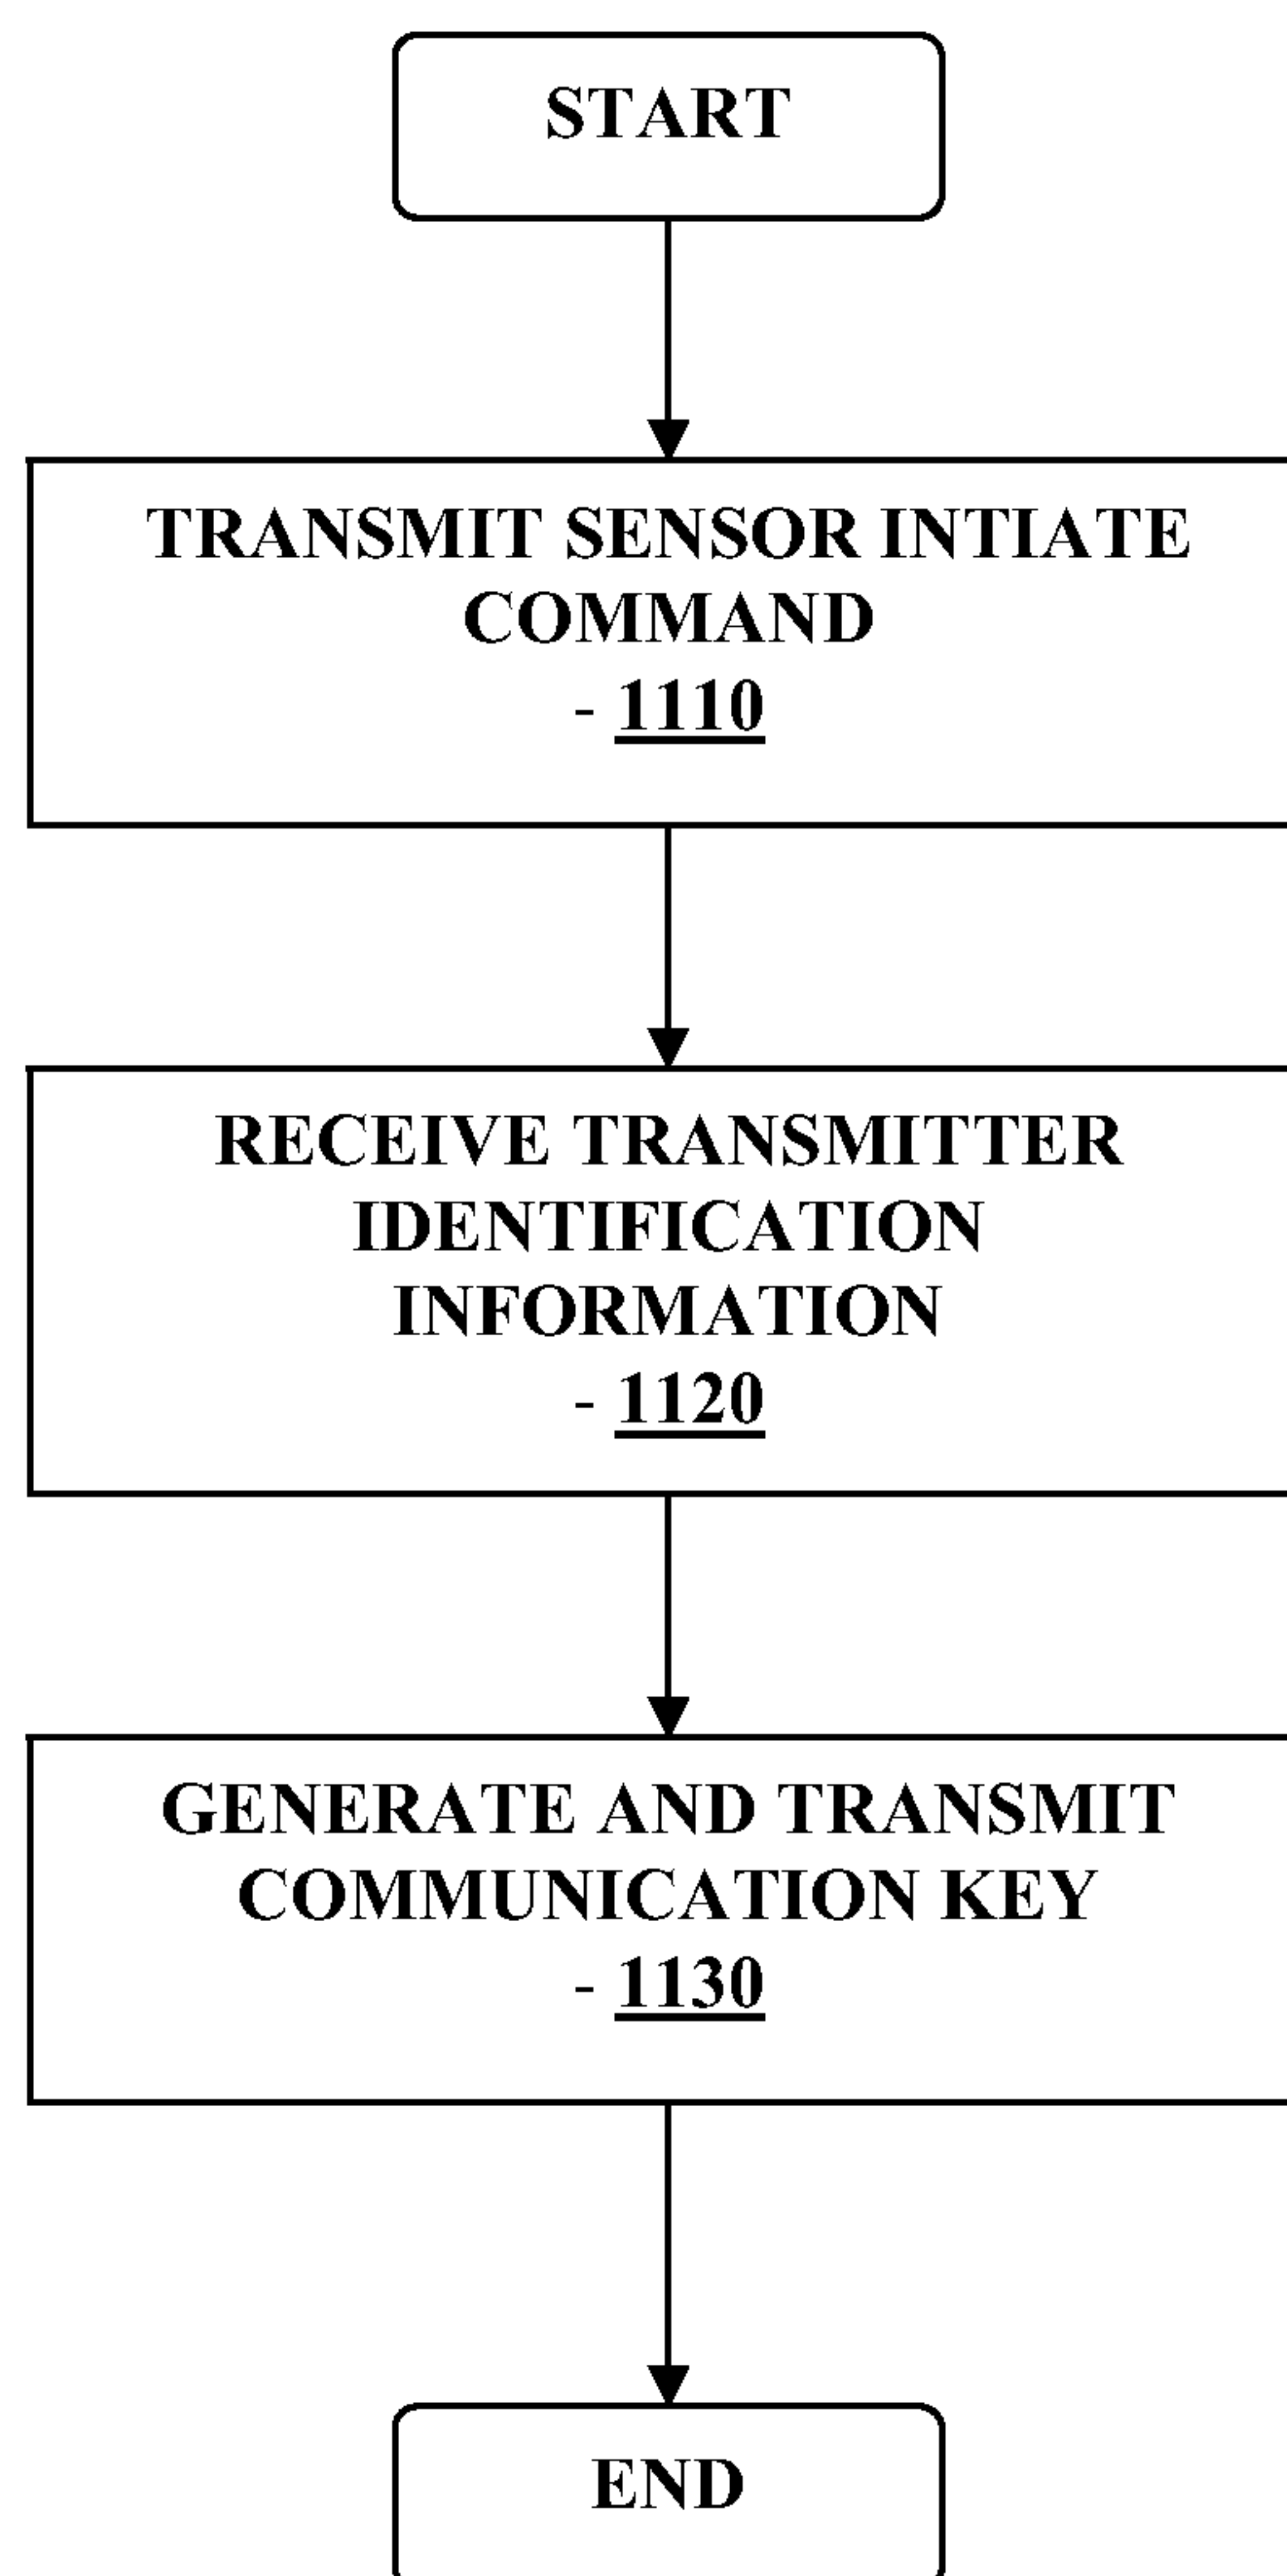 START
TRANSMIT SENSOR INTIATE
COMMAND
- 1110
RECEIVE TRANSMITTER
IDENTIFICATION
INFORMATION
- 1120
GENERATE AND TRANSMIT
COMMUNICATION KEY
- 1130
END